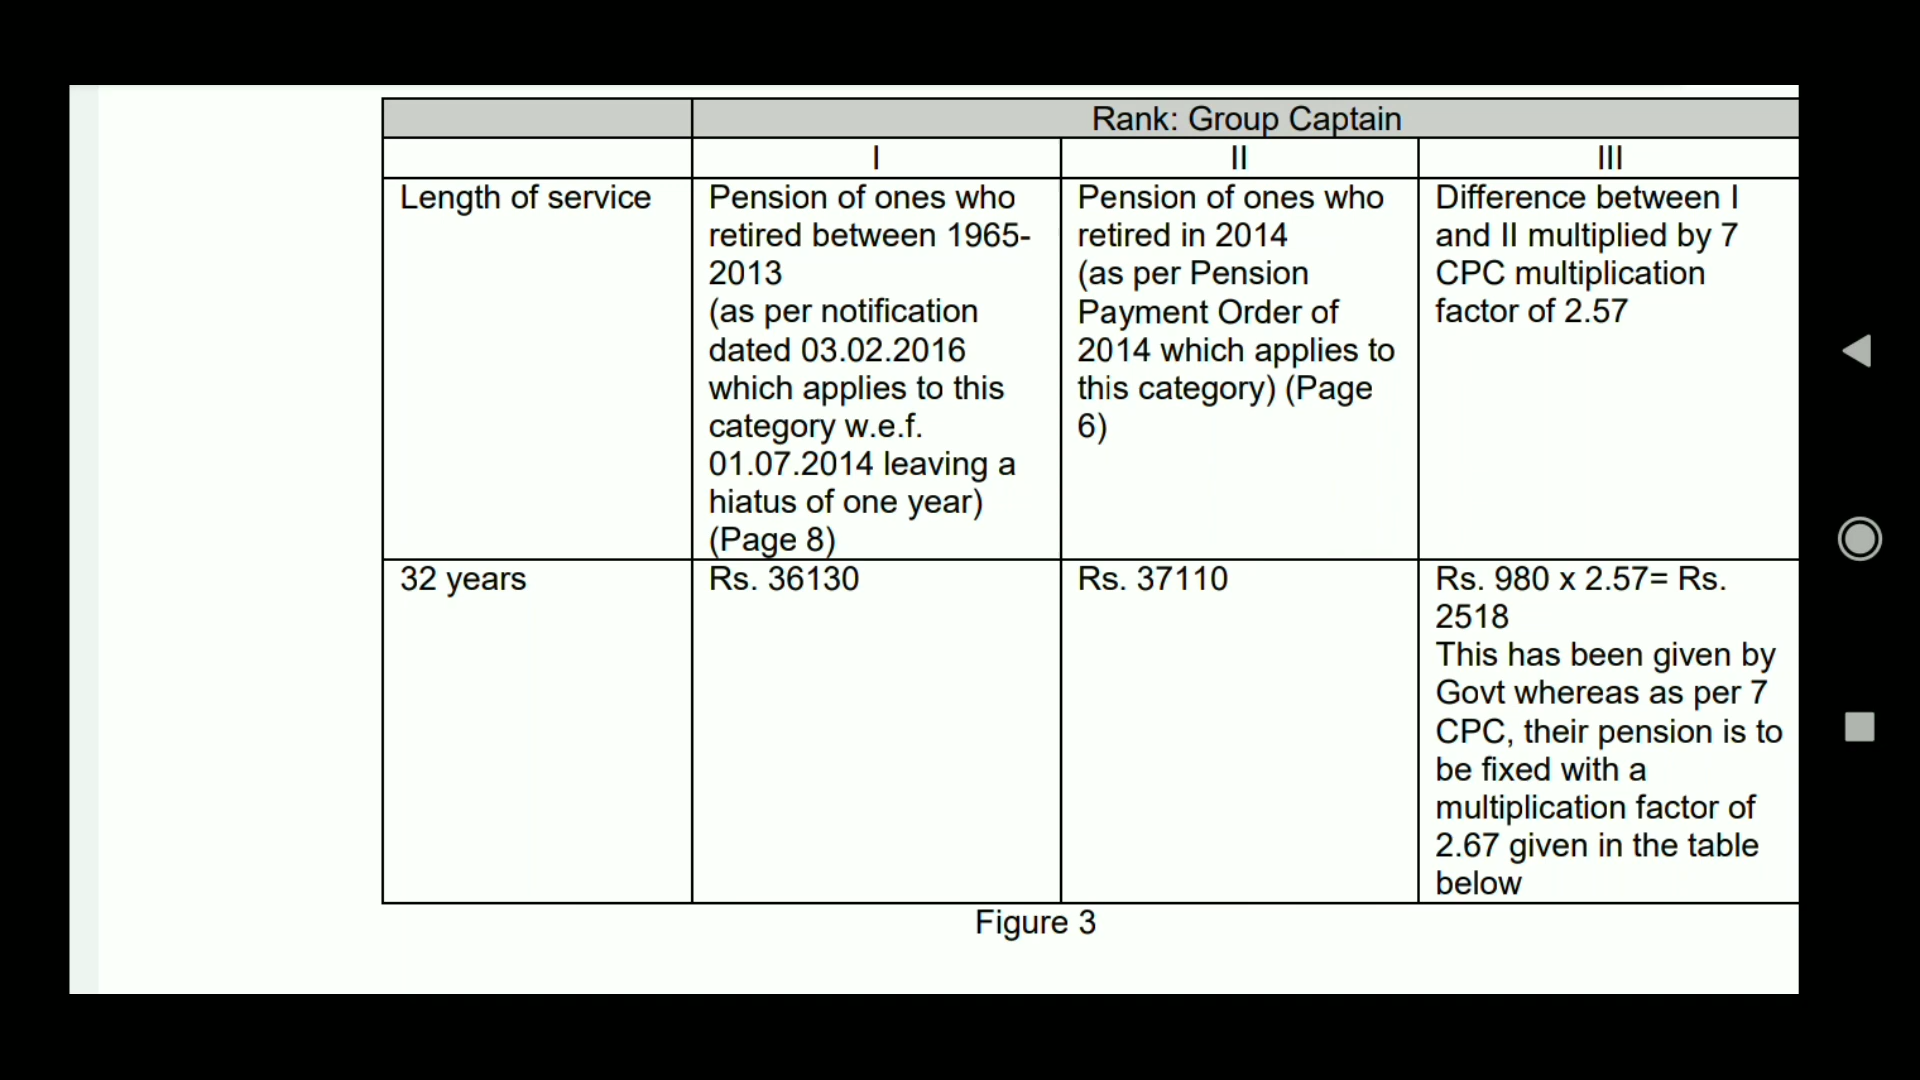 Rank: Group Captain
I
II
III
Length of service
Pension of ones who
retired between 1965-
2013
(as per notification
dated 03.02.2016
which applies to this
category w.e.f.
01.07.2014 leaving a
hiatus of one year)
(Page 8)
Pension of ones who
retired in 2014
(as per Pension
Payment Order of
2014 which applies to
this category) (Page
6)
Difference between I
and II multiplied by 7
CPC multiplication
factor of 2.57
32 years
Rs. 36130
Rs. 37110
Rs. 980 x 2.57= Rs.
2518
This has been given by
Govt whereas as per 7
CPC, their pension is to
be fixed with a
multiplication factor of
2.67 given in the table
below
Figure 3